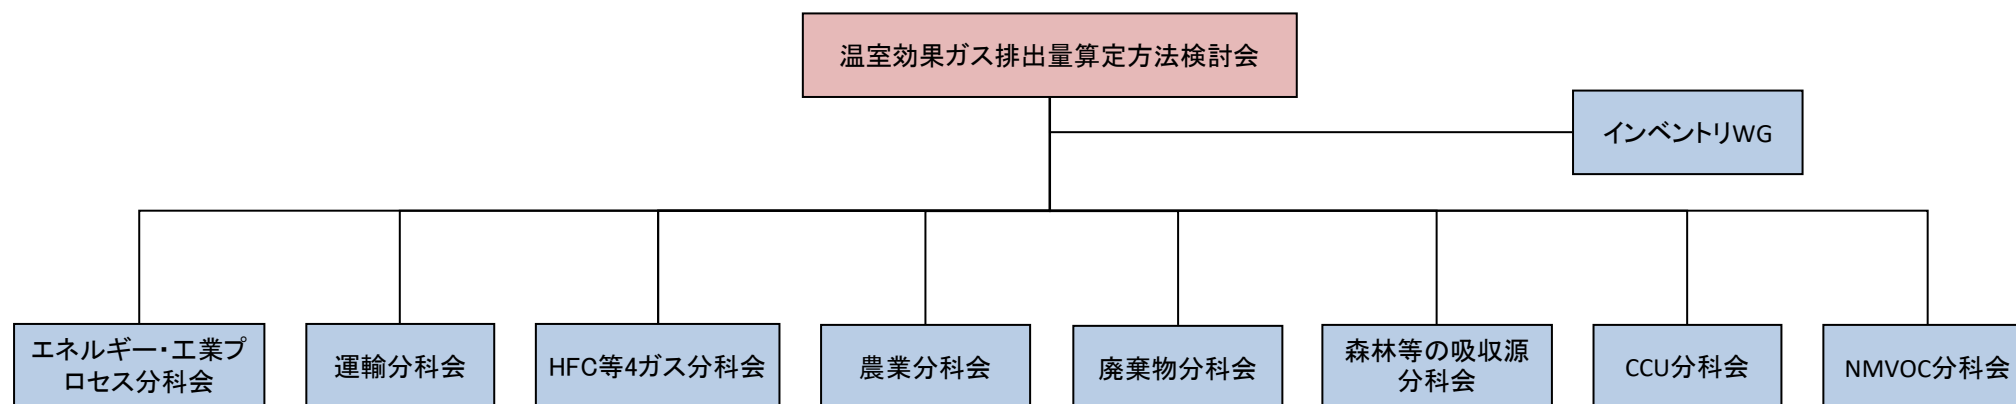 温室効果ガス排出量算定方法検討会
インベントリWG
エネルギー・工業プ
ロセス分科会
運輸分科会
HFC等4ガス分科会
農業分科会
廃棄物分科会
森林等の吸収源
分科会
CCU分科会
NMVOC分科会